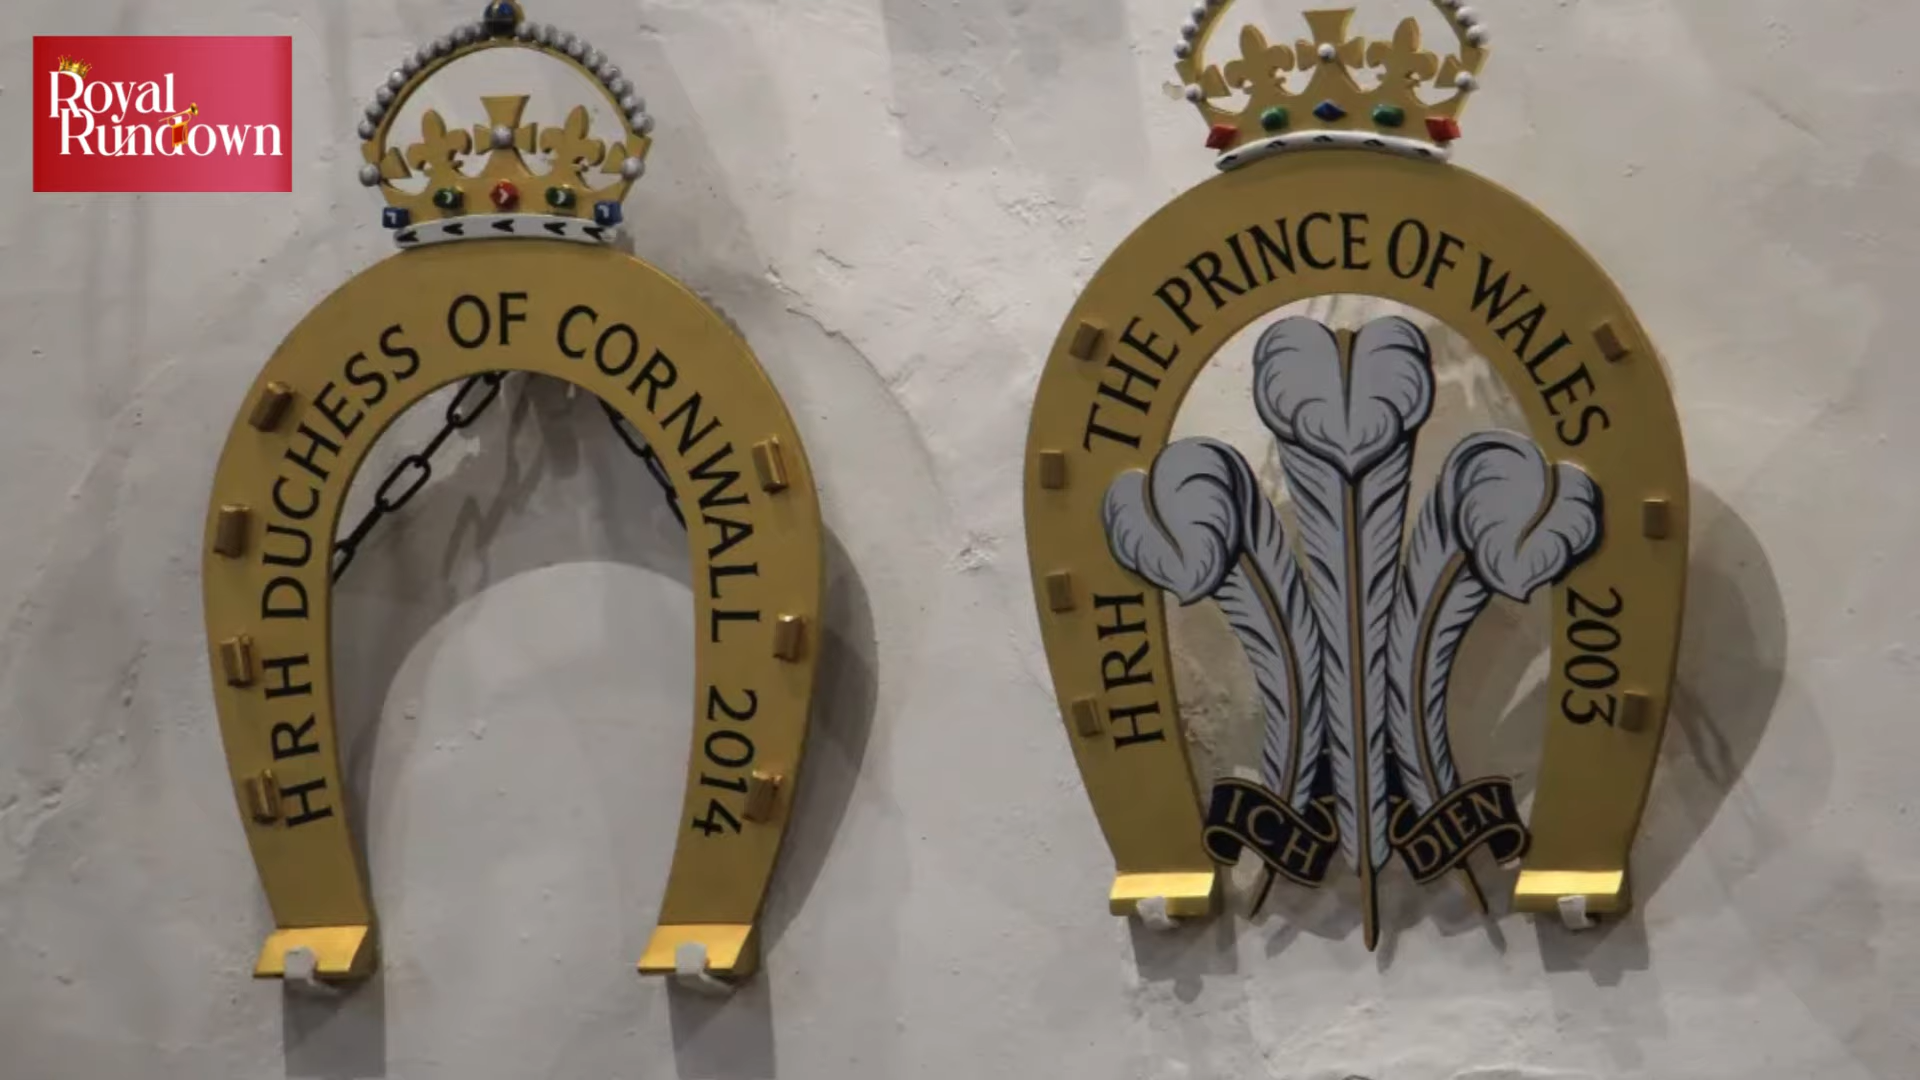 Royal
Rundown
HRH DUCHESS OF CORNWALL 2014
HRH THE PRINCE OF WALES 2003
ICH DIEN